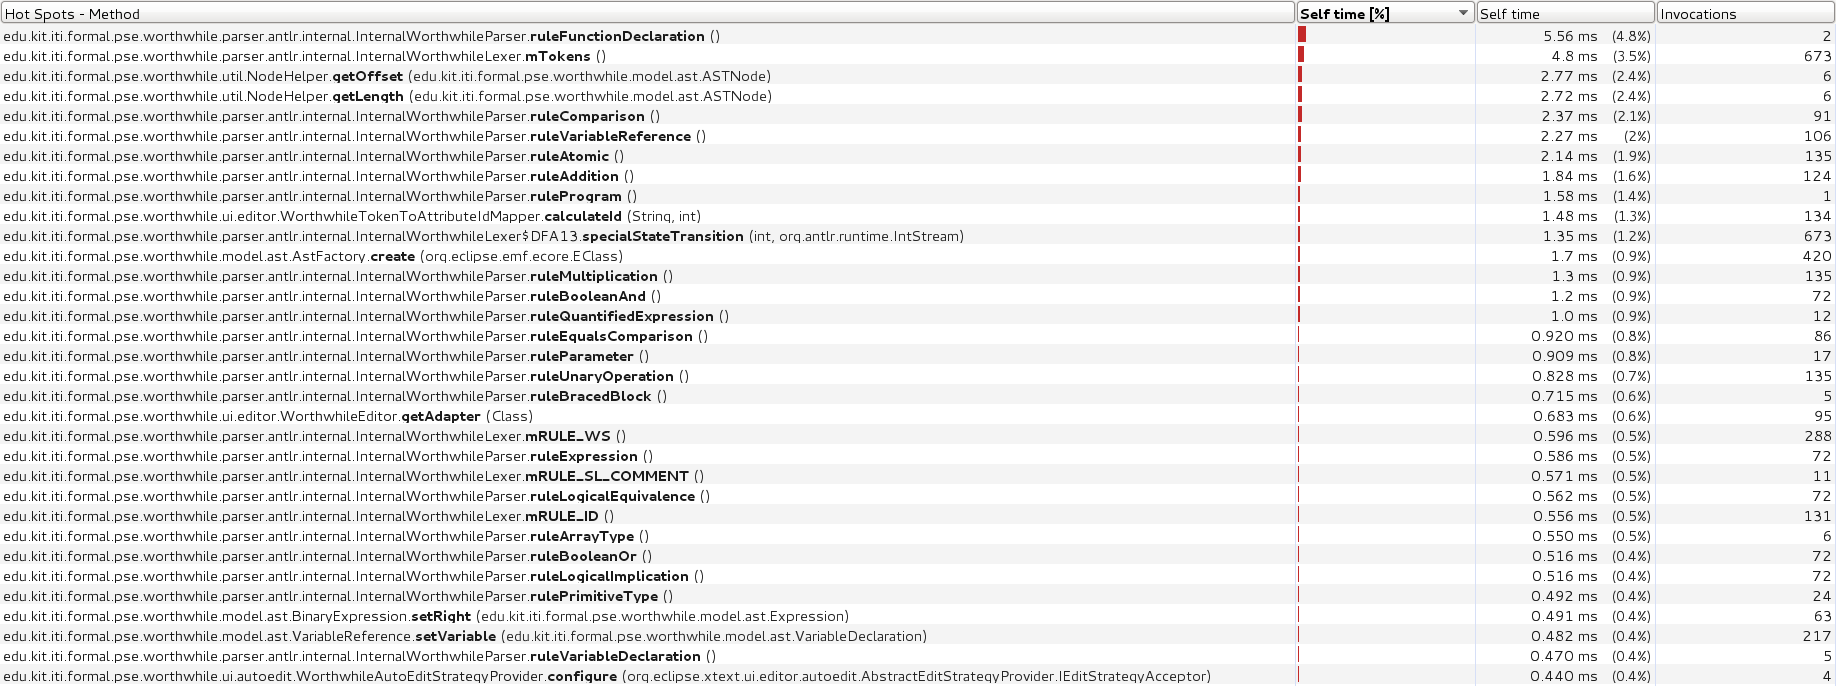 Hot Spots - Method Self time [%] Self time Invocations
edu.kit.iti.formal.pse.worthwhile.parser.antlr.internal.InternalWorthwhileParser.ruleFunctionDeclaration () 5.56 ms (4.8%) 2
edu.kit.iti.formal.pse.worthwhile.parser.antlr.internal.InternalWorthwhileLexer.mTokens () 4.8 ms (3.5%) 673
edu.kit.iti.formal.pse.worthwhile.util.NodeHelper.getOffset (edu.kit.iti.formal.pse.worthwhile.model.ast.ASTNode) 2.77 ms (2.4%) 6
edu.kit.iti.formal.pse.worthwhile.util.NodeHelper.getLength (edu.kit.iti.formal.pse.worthwhile.model.ast.ASTNode) 2.72 ms (2.4%) 6
edu.kit.iti.formal.pse.worthwhile.parser.antlr.internal.InternalWorthwhileParser.ruleComparison () 2.37 ms (2.1%) 91
edu.kit.iti.formal.pse.worthwhile.parser.antlr.internal.InternalWorthwhileParser.ruleVariableReference () 2.27 ms (2%) 106
edu.kit.iti.formal.pse.worthwhile.parser.antlr.internal.InternalWorthwhileParser.ruleAtomic () 2.14 ms (1.9%) 135
edu.kit.iti.formal.pse.worthwhile.parser.antlr.internal.InternalWorthwhileParser.ruleAddition () 1.84 ms (1.6%) 124
edu.kit.iti.formal.pse.worthwhile.parser.antlr.internal.InternalWorthwhileParser.ruleProgram () 1.58 ms (1.4%) 1
edu.kit.iti.formal.pse.worthwhile.ui.editor.WorthwhileTokenToAttributeIdMapper.calculateId (String, int) 1.48 ms (1.3%) 134
edu.kit.iti.formal.pse.worthwhile.parser.antlr.internal.InternalWorthwhileLexer$DFA13.specialStateTransition (int, org.antlr.runtime.IntStream) 1.35 ms (1.2%) 673
edu.kit.iti.formal.pse.worthwhile.model.ast.AstFactory.create (org.eclipse.emf.ecore.EClass) 1.7 ms (0.9%) 420
edu.kit.iti.formal.pse.worthwhile.parser.antlr.internal.InternalWorthwhileParser.ruleMultiplication () 1.3 ms (0.9%) 135
edu.kit.iti.formal.pse.worthwhile.parser.antlr.internal.InternalWorthwhileParser.ruleBooleanAnd () 1.2 ms (0.9%) 72
edu.kit.iti.formal.pse.worthwhile.parser.antlr.internal.InternalWorthwhileParser.ruleQuantifiedExpression () 1.0 ms (0.9%) 12
edu.kit.iti.formal.pse.worthwhile.parser.antlr.internal.InternalWorthwhileParser.ruleEqualsComparison () 0.920 ms (0.8%) 86
edu.kit.iti.formal.pse.worthwhile.parser.antlr.internal.InternalWorthwhileParser.ruleParameter () 0.909 ms (0.8%) 17
edu.kit.iti.formal.pse.worthwhile.parser.antlr.internal.InternalWorthwhileParser.ruleUnaryOperation () 0.828 ms (0.7%) 135
edu.kit.iti.formal.pse.worthwhile.parser.antlr.internal.InternalWorthwhileParser.ruleBracedBlock () 0.715 ms (0.6%) 5
edu.kit.iti.formal.pse.worthwhile.ui.editor.WorthwhileEditor.getAdapter (Class) 0.683 ms (0.6%) 95
edu.kit.iti.formal.pse.worthwhile.parser.antlr.internal.InternalWorthwhileLexer.mRULE_WS () 0.596 ms (0.5%) 288
edu.kit.iti.formal.pse.worthwhile.parser.antlr.internal.InternalWorthwhileParser.ruleExpression () 0.586 ms (0.5%) 72
edu.kit.iti.formal.pse.worthwhile.parser.antlr.internal.InternalWorthwhileLexer.mRULE_SL_COMMENT () 0.571 ms (0.5%) 11
edu.kit.iti.formal.pse.worthwhile.parser.antlr.internal.InternalWorthwhileParser.ruleLogicalEquivalence () 0.562 ms (0.5%) 72
edu.kit.iti.formal.pse.worthwhile.parser.antlr.internal.InternalWorthwhileLexer.mRULE_ID () 0.556 ms (0.5%) 131
edu.kit.iti.formal.pse.worthwhile.parser.antlr.internal.InternalWorthwhileParser.ruleArrayType () 0.550 ms (0.5%) 6
edu.kit.iti.formal.pse.worthwhile.parser.antlr.internal.InternalWorthwhileParser.ruleBooleanOr () 0.516 ms (0.4%) 72
edu.kit.iti.formal.pse.worthwhile.parser.antlr.internal.InternalWorthwhileParser.ruleLogicalImplication () 0.516 ms (0.4%) 72
edu.kit.iti.formal.pse.worthwhile.parser.antlr.internal.InternalWorthwhileParser.rulePrimitiveType () 0.492 ms (0.4%) 24
edu.kit.iti.formal.pse.worthwhile.model.ast.BinaryExpression.setRight (edu.kit.iti.formal.pse.worthwhile.model.ast.Expression) 0.491 ms (0.4%) 63
edu.kit.iti.formal.pse.worthwhile.model.ast.VariableReference.setVariable (edu.kit.iti.formal.pse.worthwhile.model.ast.VariableDeclaration) 0.482 ms (0.4%) 217
edu.kit.iti.formal.pse.worthwhile.parser.antlr.internal.InternalWorthwhileParser.ruleVariableDeclaration () 0.470 ms (0.4%) 5
edu.kit.iti.formal.pse.worthwhile.ui.autoedit.WorthwhileAutoEditStrategyProvider.configure (org.eclipse.xtext.ui.editor.autoedit.AbstractEditStrategyProvider.IEditStrategyAcceptor) 0.440 ms (0.4%) 4